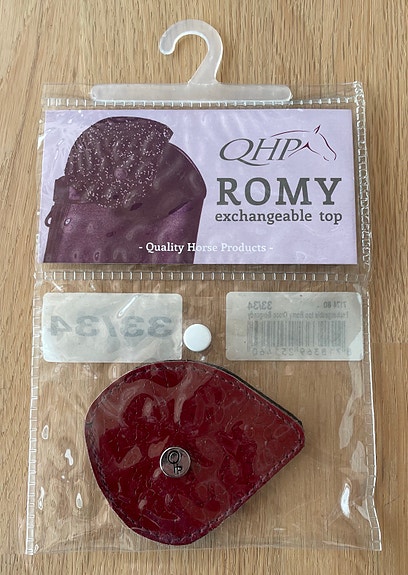 QHP
ROMY
exchangeable top
- Quality Horse Products -
33/34
33/34